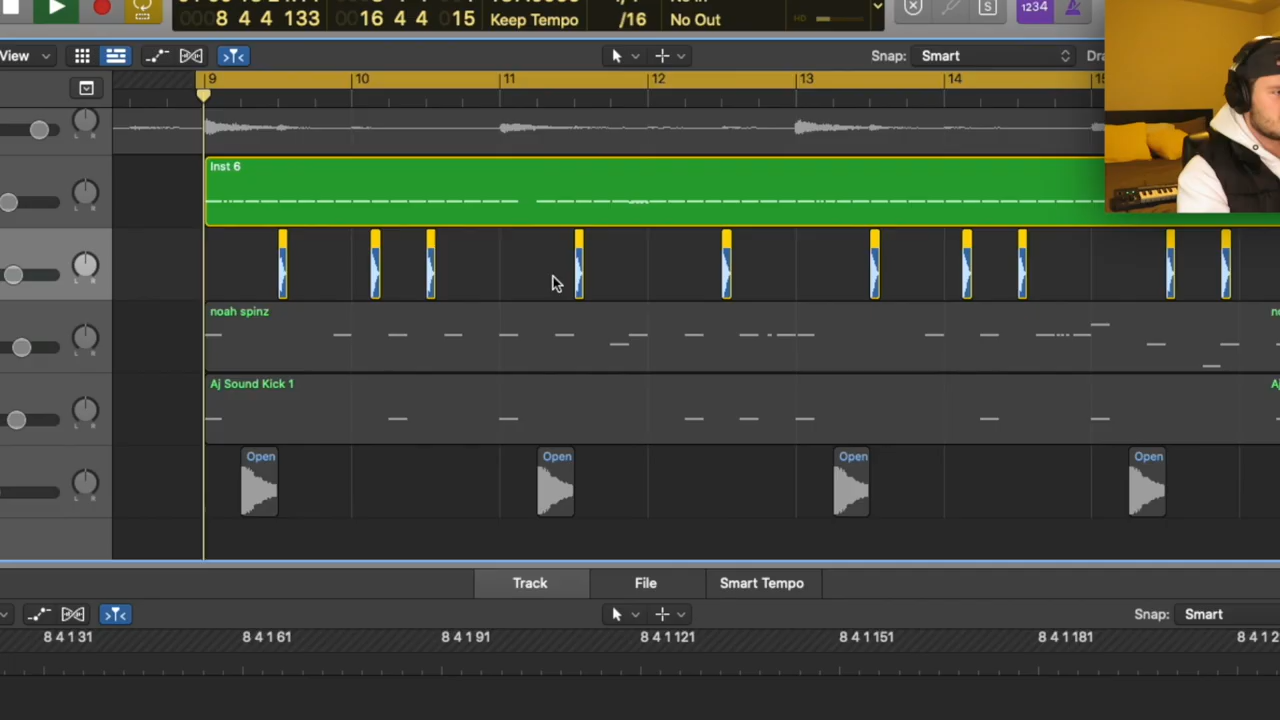 8 4 4 133
0016 4 4 015
Keep Tempo
/16
No Out
HD
1234
S
View
Snap: Smart
9 10 11 12 13 14
Inst 6
noah spinz
Aj Sound Kick 1
Open Open Open Open
Track File Smart Tempo
Snap: Smart
8 4 1 31 8 4 1 61 8 4 1 91 8 4 1 121 8 4 1 151 8 4 1 181